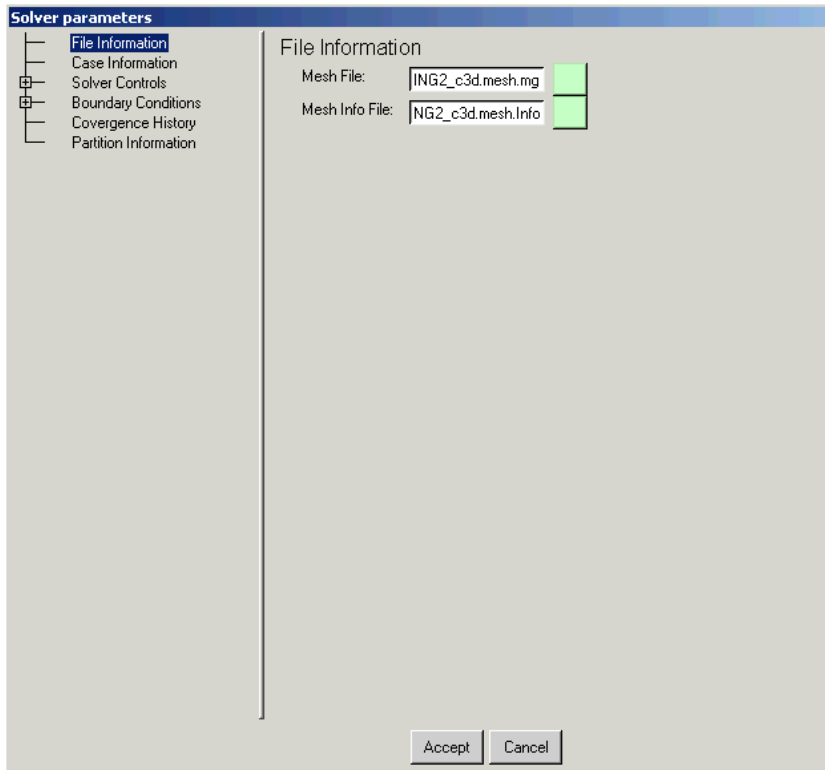 Solver parameters
File Information
Case Information
Solver Controls
Boundary Conditions
Covergence History
Partition Information
File Information
Mesh File: ING2_c3d.mesh.mg
Mesh Info File: NG2_c3d.mesh.Info
Accept Cancel